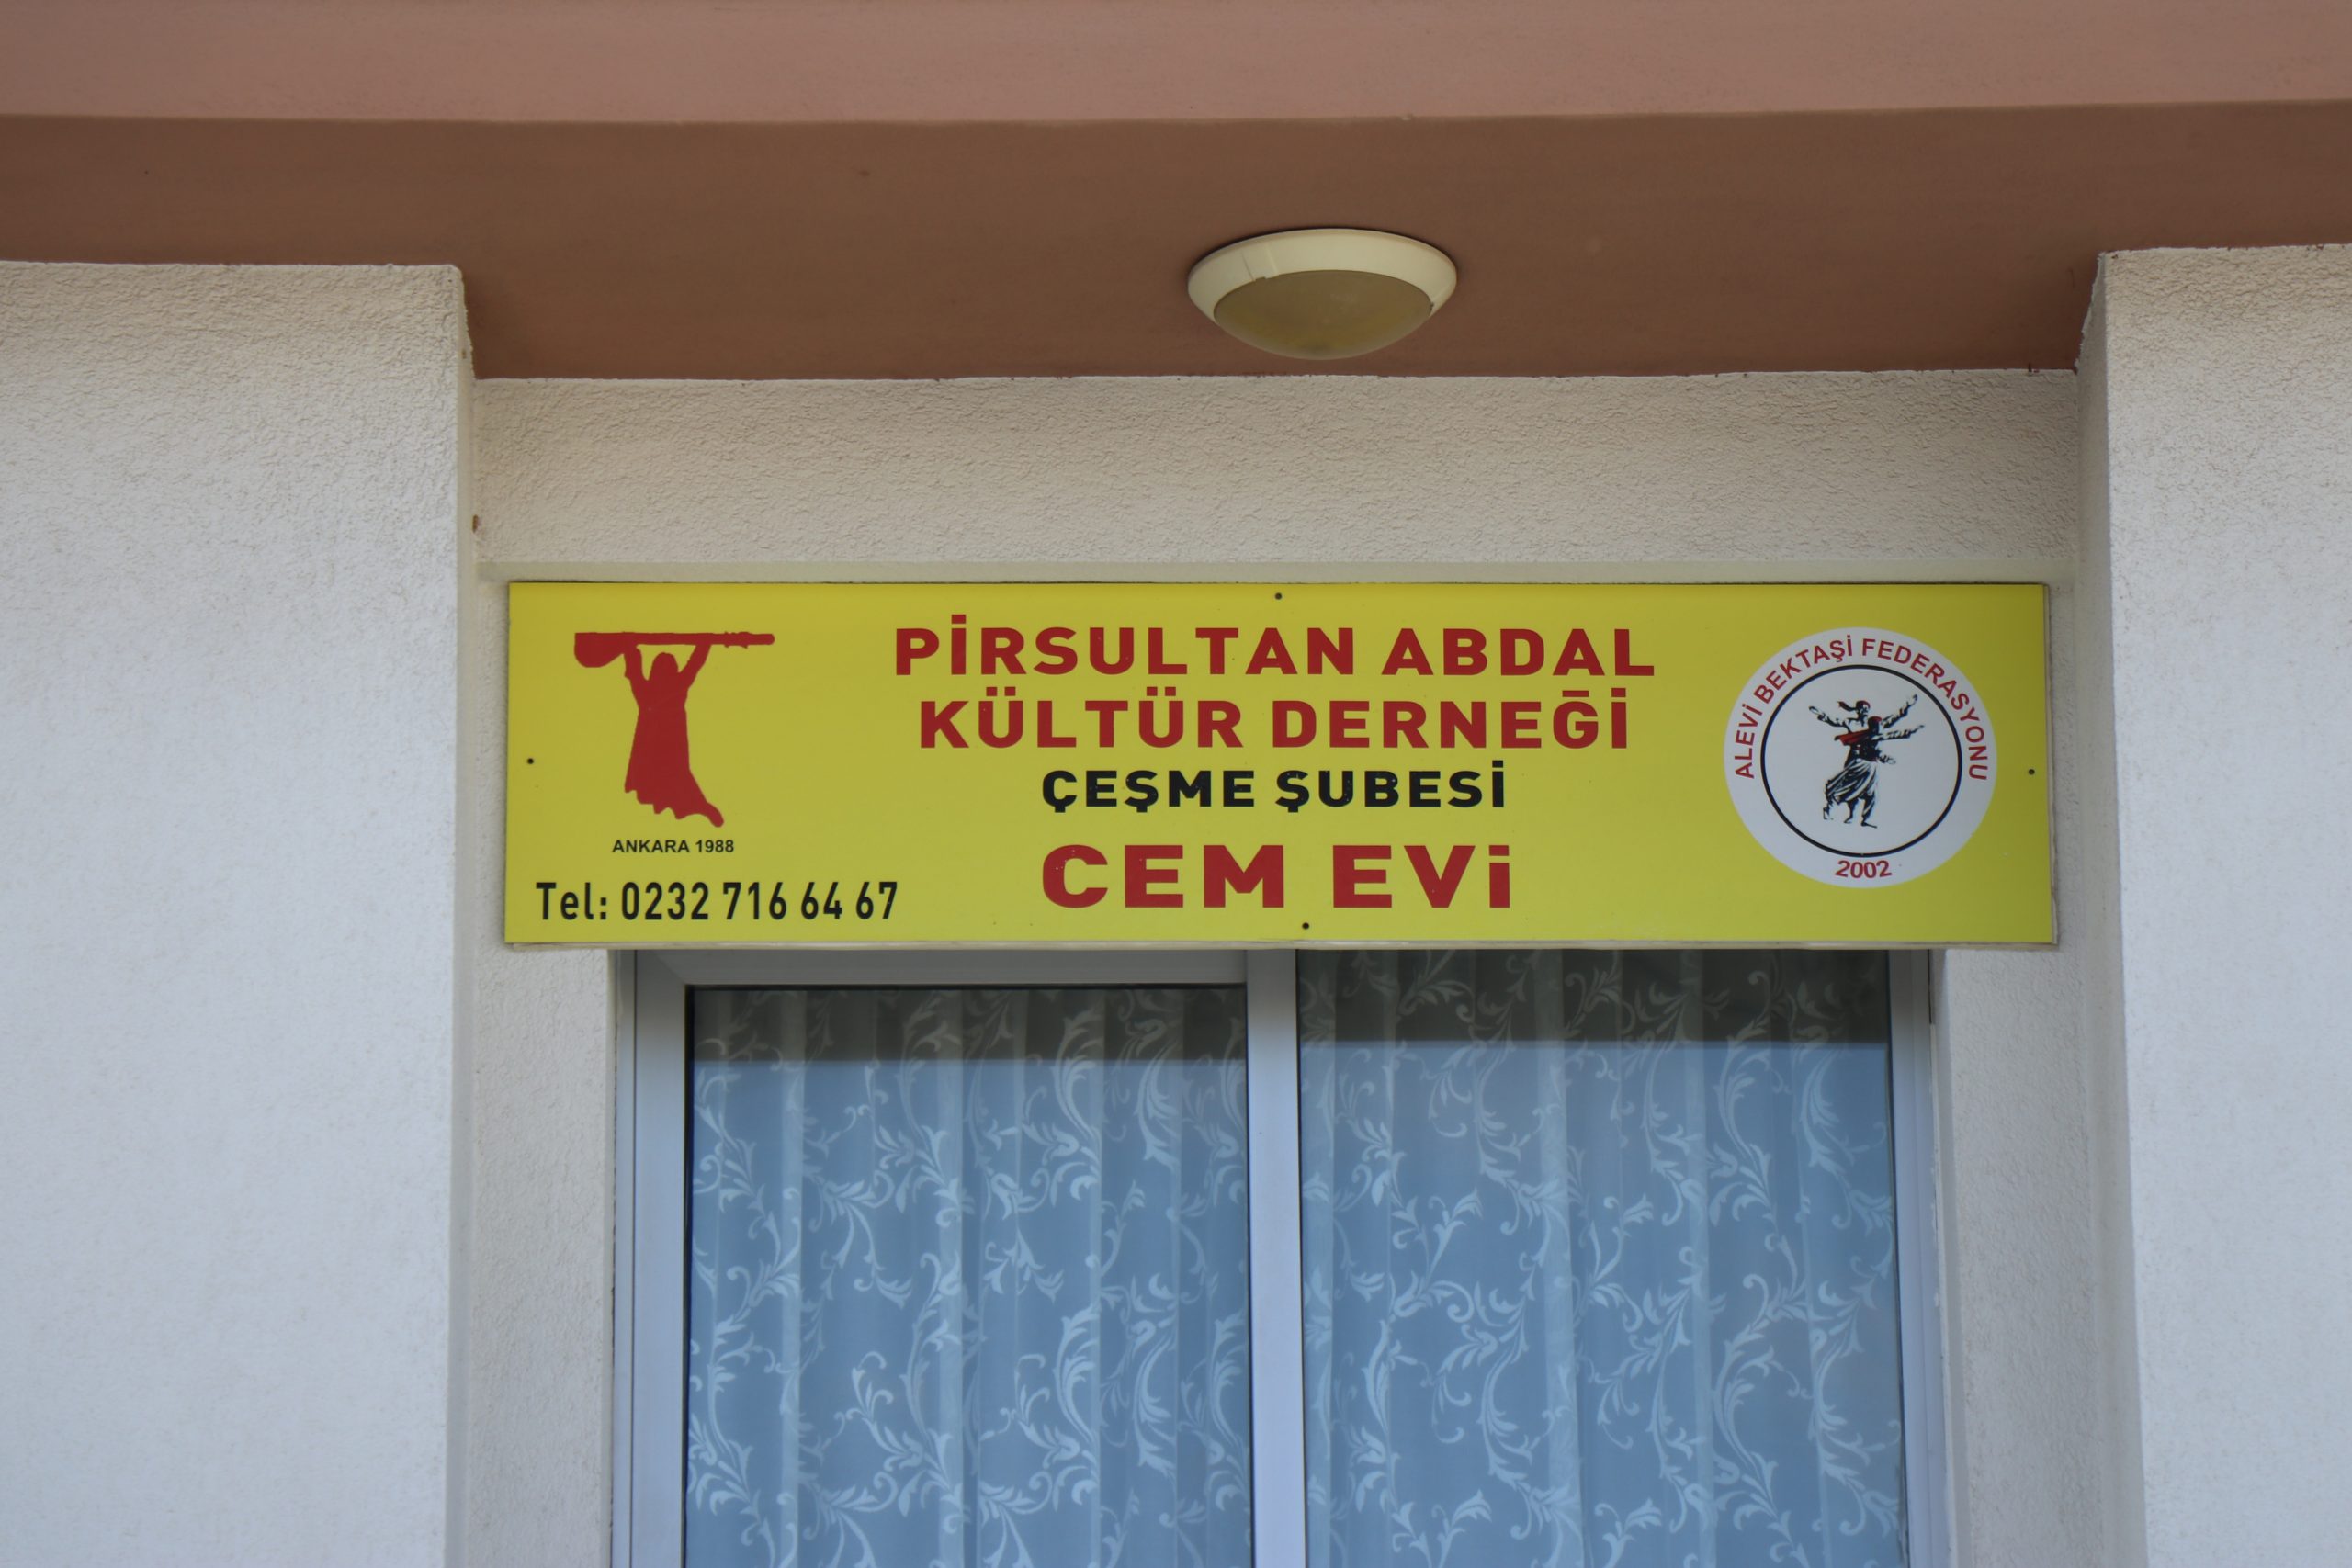 PİRSULTAN ABDAL
KÜLTÜR DERNEĞİ
ÇEŞME ŞUBESİ
CEM EVİ
ANKARA 1988
Tel: 0232 716 64 67
ALEVİ BEKTAŞİ FEDERASYONU
2002